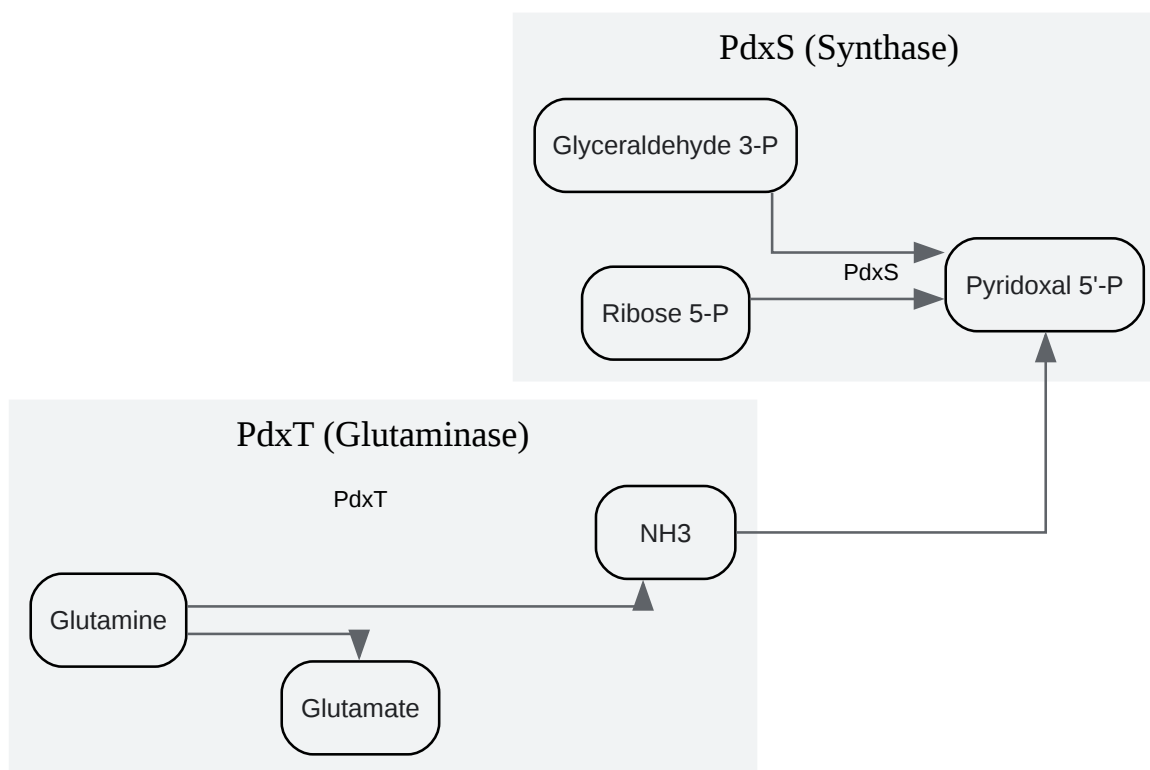 PdxS (Synthase)
Glyceraldehyde 3-P
PdxS
Pyridoxal 5'-P
Ribose 5-P
PdxT (Glutaminase)
PdxT
NH3
Glutamine
Glutamate